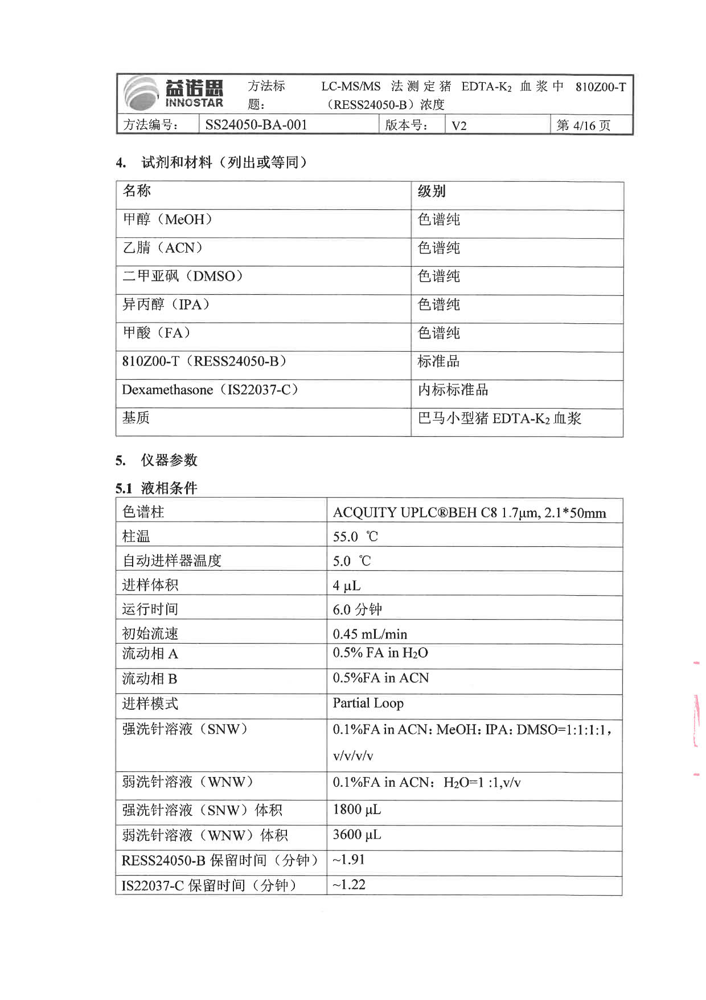 益诺思
INNOSTAR
方法标题：
LC-MS/MS 法测定猪 EDTA-K2 血浆中 810Z00-T
（RESS24050-B）浓度
方法编号： SS24050-BA-001 版本号： V2 第 4/16 页
4. 试剂和材料（列出或等同）
名称 级别
甲醇（MeOH） 色谱纯
乙腈（ACN） 色谱纯
二甲亚砜（DMSO） 色谱纯
异丙醇（IPA） 色谱纯
甲酸（FA） 色谱纯
810Z00-T（RESS24050-B） 标准品
Dexamethasone（IS22037-C） 内标标准品
基质 巴马小型猪 EDTA-K2 血浆
5. 仪器参数
5.1 液相条件
色谱柱 ACQUITY UPLC®BEH C8 1.7μm, 2.1*50mm
柱温 55.0 ℃
自动进样器温度 5.0 ℃
进样体积 4 μL
运行时间 6.0 分钟
初始流速 0.45 mL/min
流动相 A 0.5% FA in H2O
流动相 B 0.5%FA in ACN
进样模式 Partial Loop
强洗针溶液（SNW） 0.1%FA in ACN：MeOH：IPA：DMSO=1:1:1:1，
v/v/v/v
弱洗针溶液（WNW） 0.1%FA in ACN：H2O=1 :1,v/v
强洗针溶液（SNW）体积 1800 μL
弱洗针溶液（WNW）体积 3600 μL
RESS24050-B 保留时间（分钟） ~1.91
IS22037-C 保留时间（分钟） ~1.22